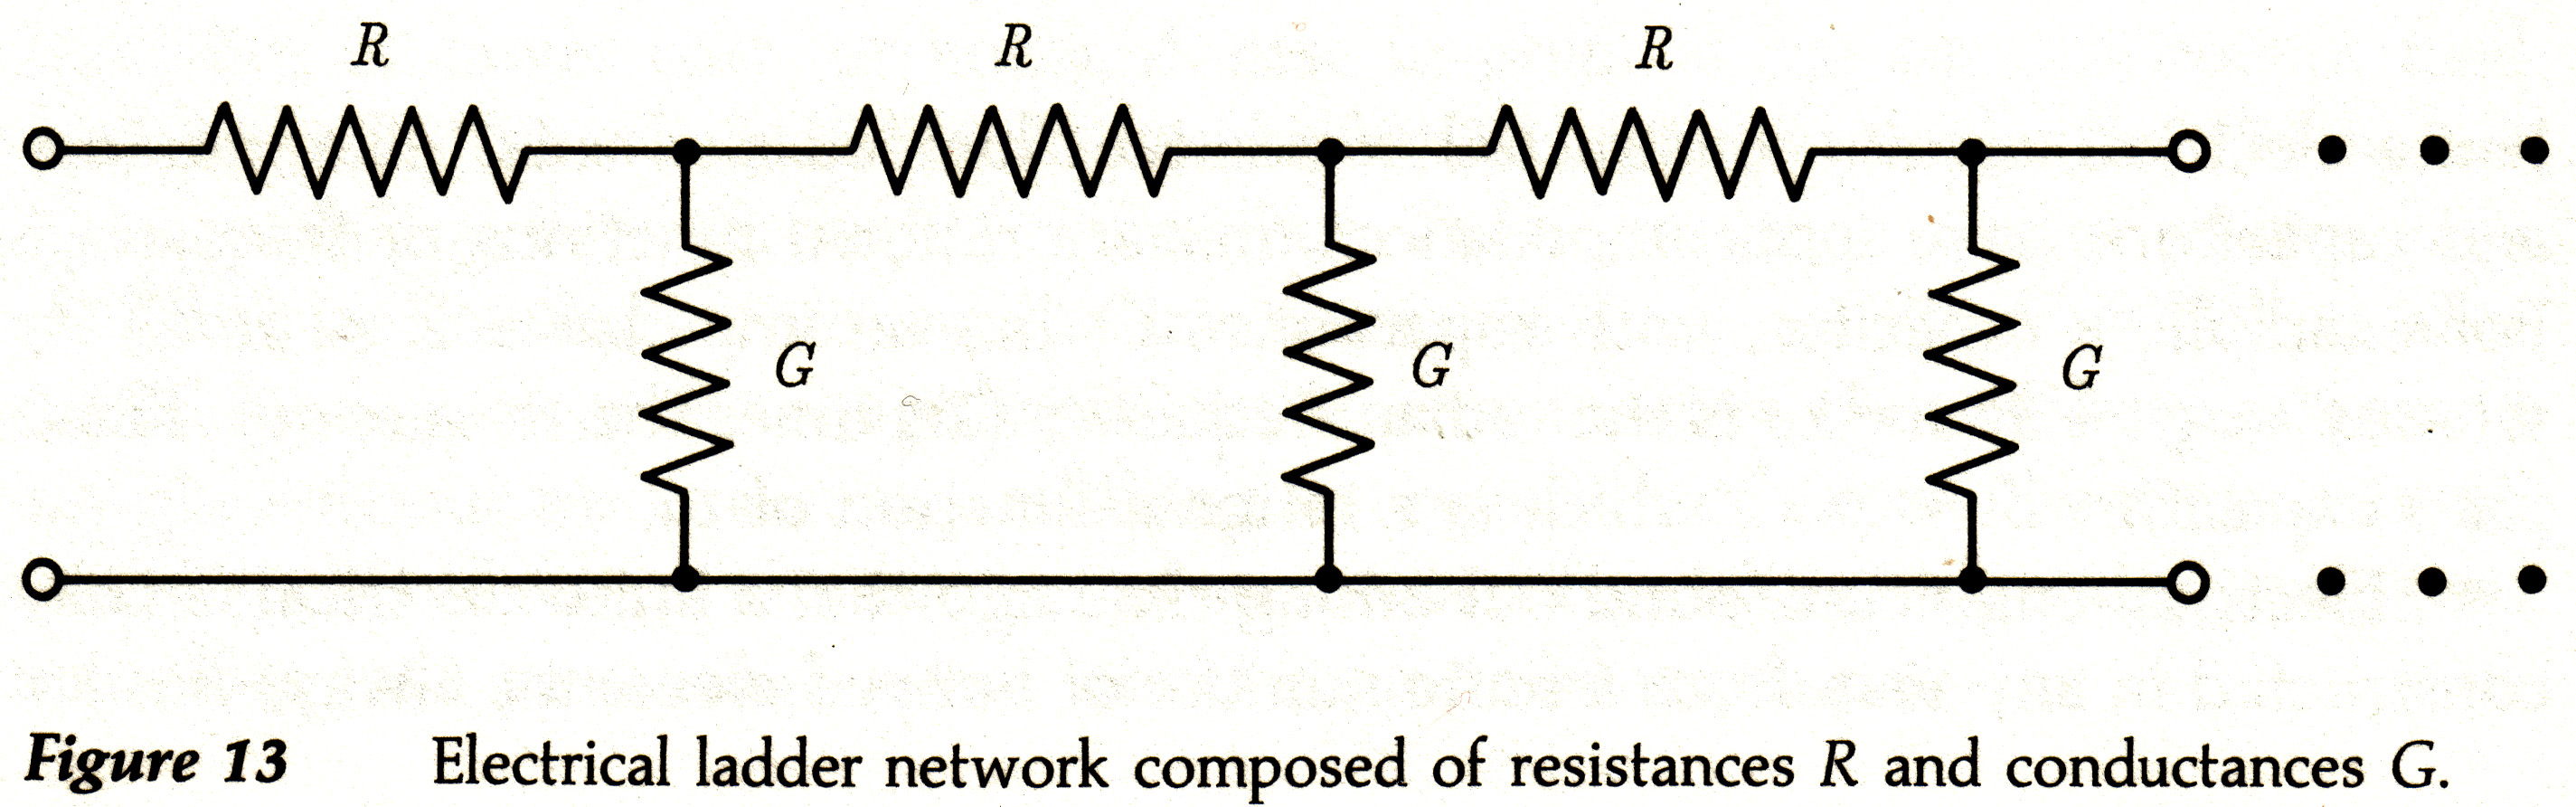 R R R
G G G
Figure 13 Electrical ladder network composed of resistances R and conductances G.